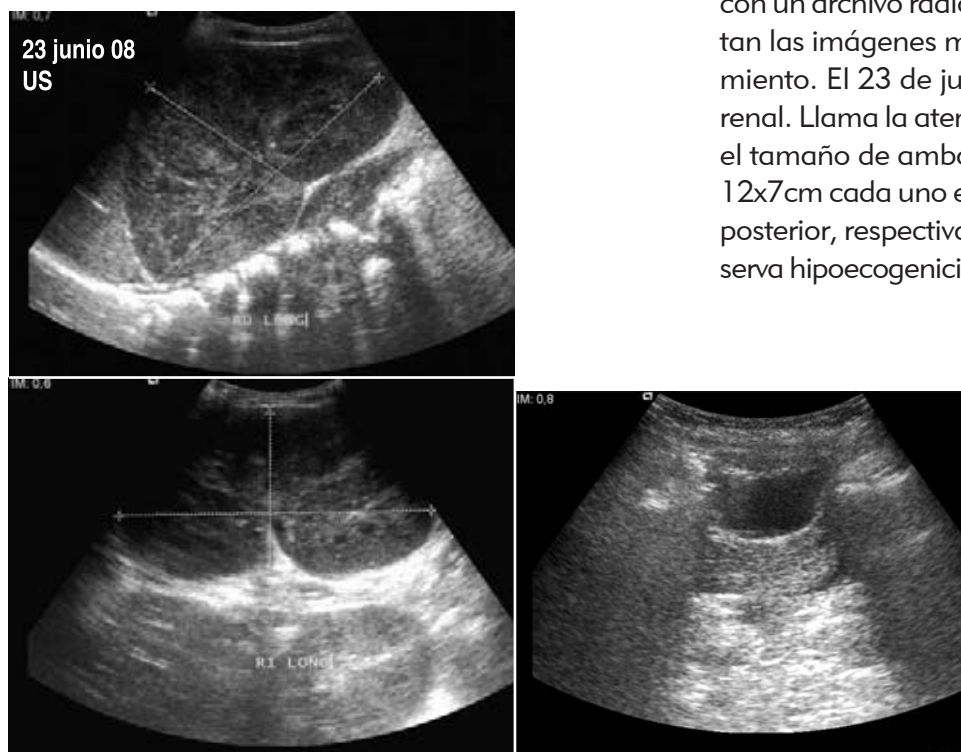 IM: 0,7
23 junio 08
US
RD LONG
IM: 0,6
RI LONG
IM: 0,8
con un archivo radio
tan las imágenes m
miento. El 23 de ju
renal. Llama la aten
el tamaño de ambo
12x7cm cada uno e
posterior, respectiva
serva hipoecogenici